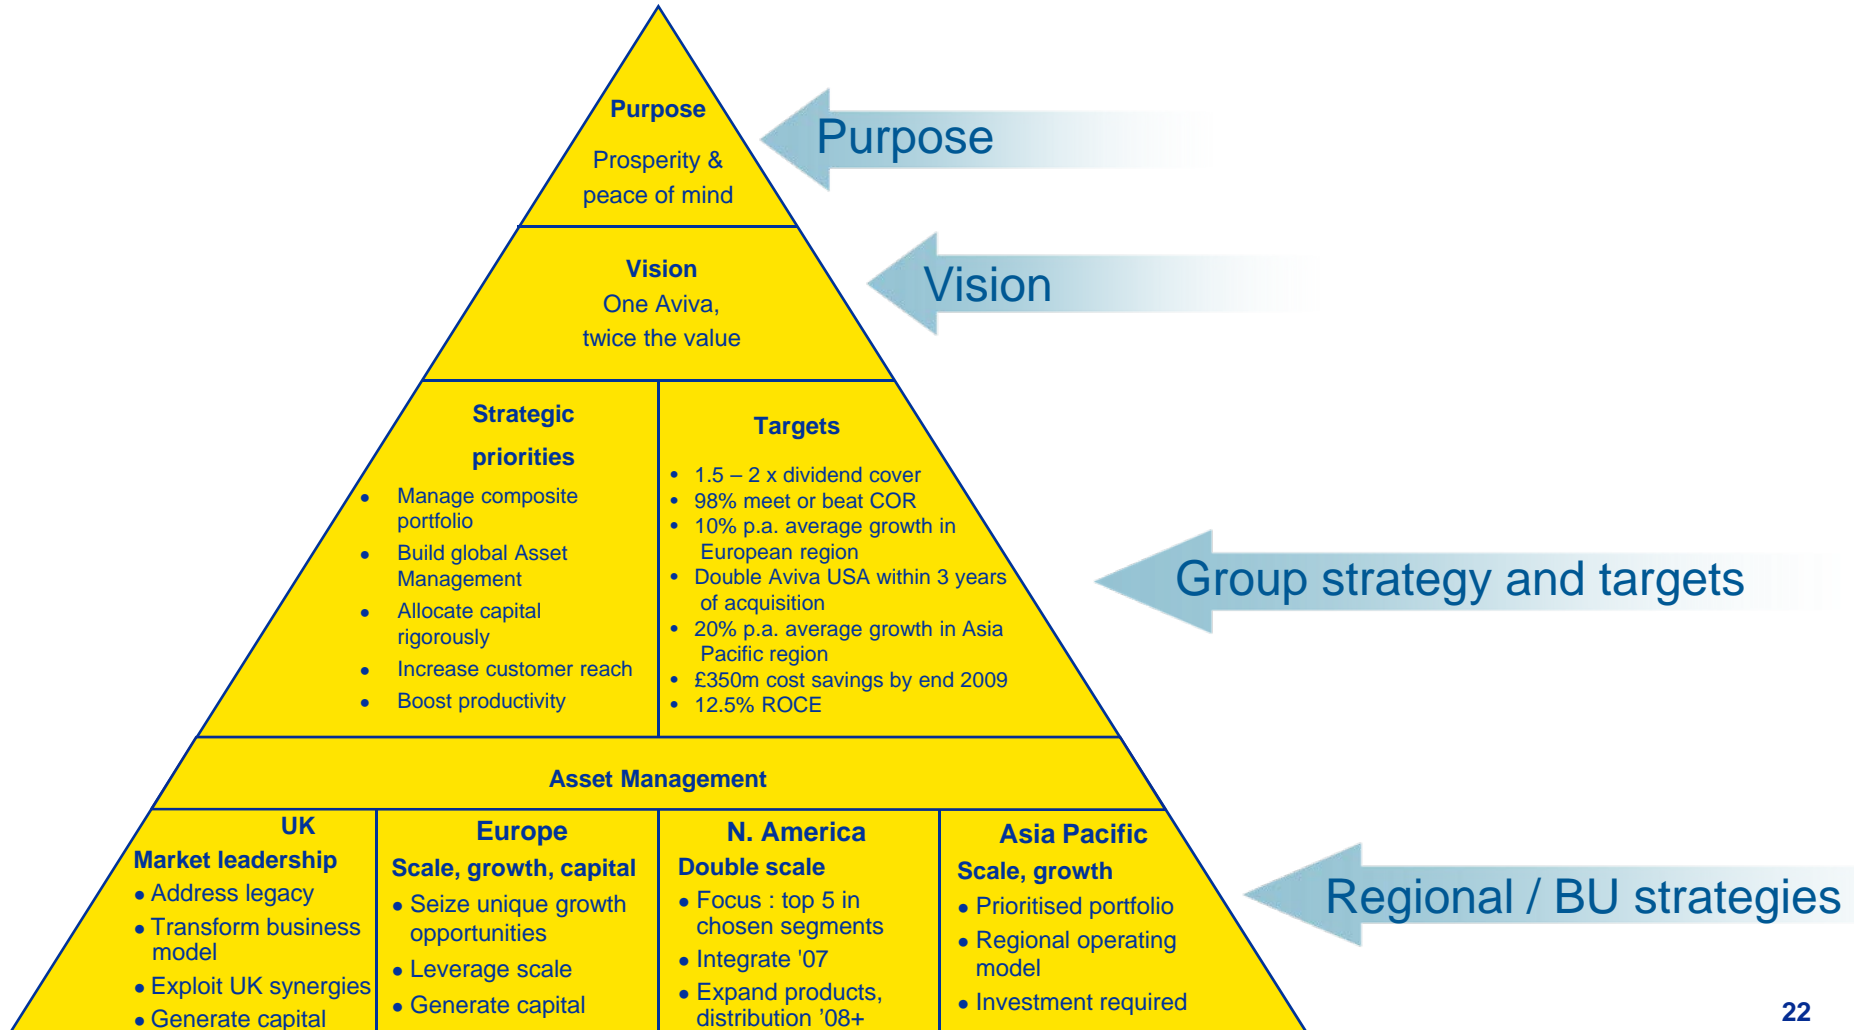 Purpose
Prosperity &
peace of mind
Purpose
Vision
One Aviva,
twice the value
Vision
Strategic
priorities
• Manage composite
portfolio
• Build global Asset
Management
• Allocate capital
rigorously
• Increase customer reach
• Boost productivity
Targets
• 1.5 – 2 x dividend cover
• 98% meet or beat COR
• 10% p.a. average growth in
European region
• Double Aviva USA within 3 years
of acquisition
• 20% p.a. average growth in Asia
Pacific region
• £350m cost savings by end 2009
• 12.5% ROCE
Group strategy and targets
Asset Management
UK
Market leadership
• Address legacy
• Transform business
model
• Exploit UK synergies
• Generate capital
Europe
Scale, growth, capital
• Seize unique growth
opportunities
• Leverage scale
• Generate capital
N. America
Double scale
• Focus : top 5 in
chosen segments
• Integrate '07
• Expand products,
distribution ’08+
Asia Pacific
Scale, growth
• Prioritised portfolio
• Regional operating
model
• Investment required
Regional / BU strategies
22